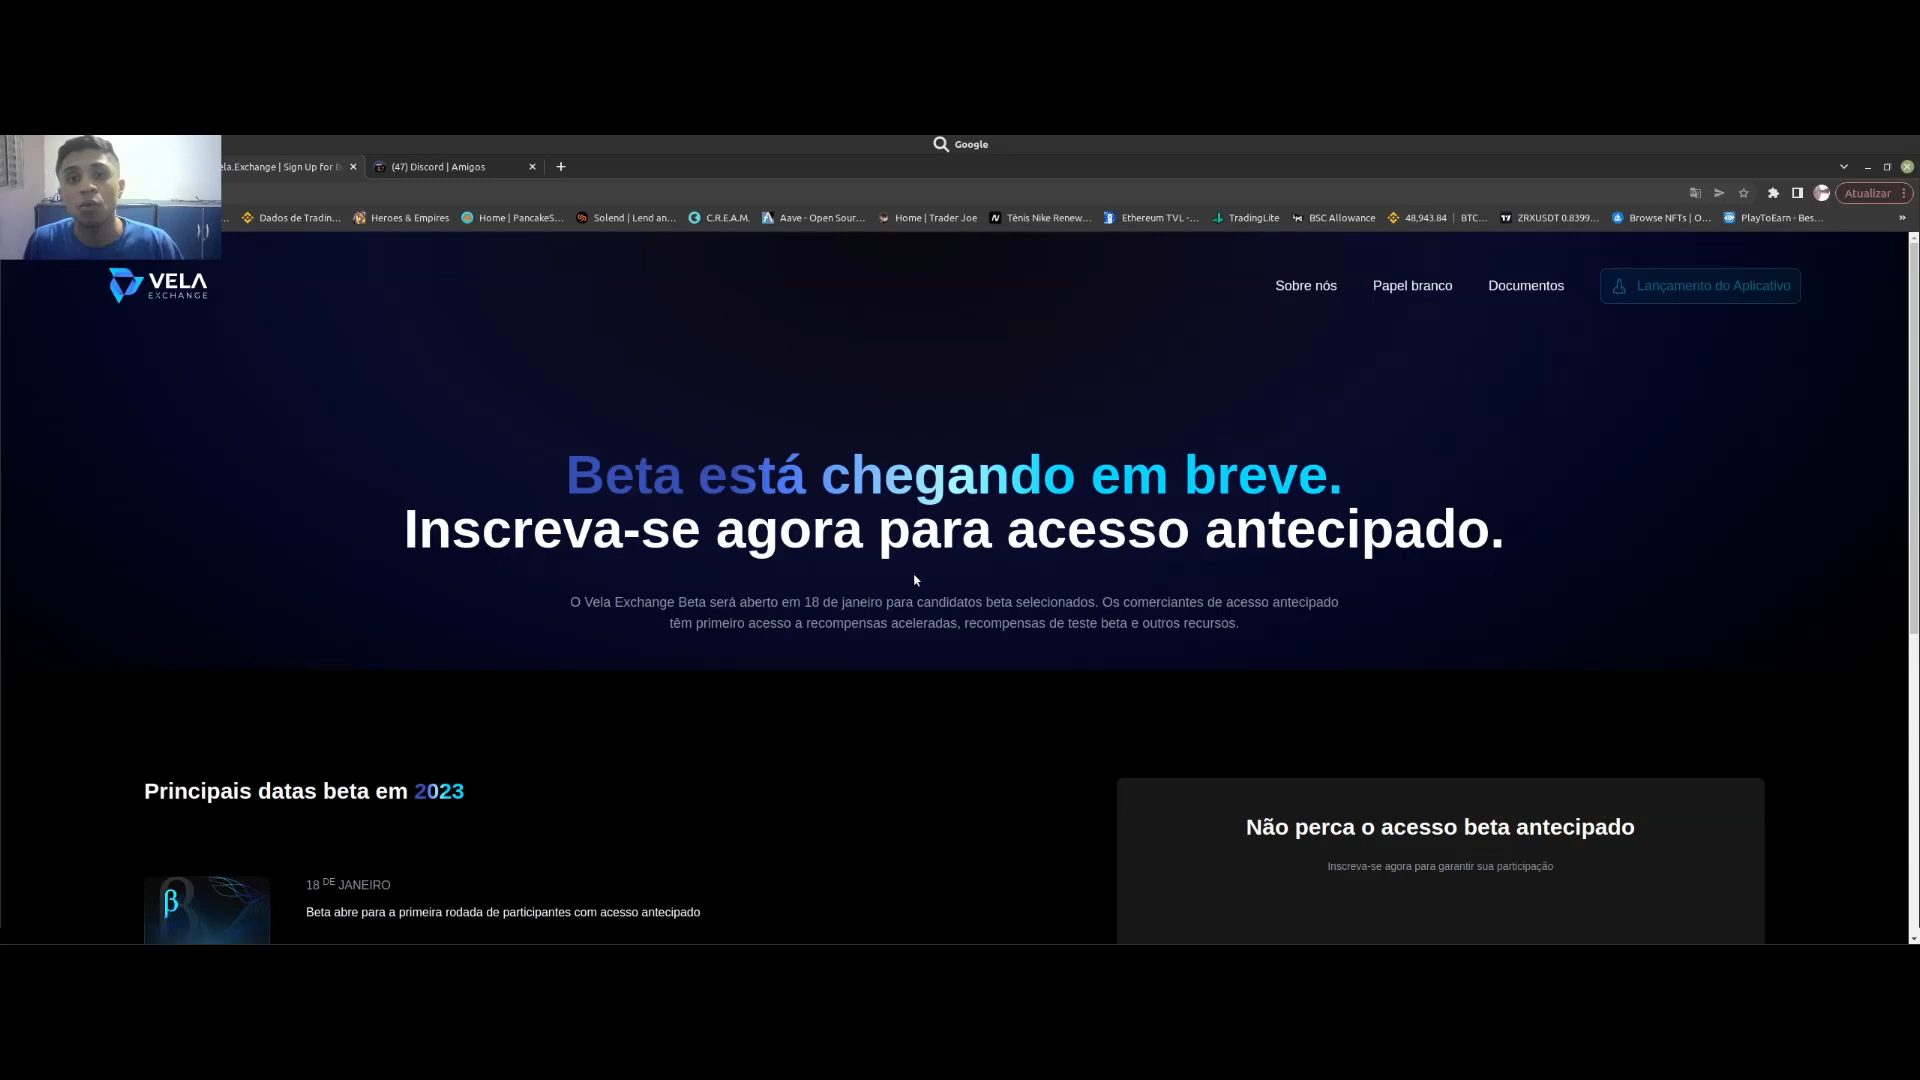 Google
ela.Exchange | Sign Up for B
(47) Discord | Amigos
Atualizar
Dados de Tradin...
Heroes & Empires
Home | PancakeS...
Solend | Lend an...
C.R.E.A.M.
Aave - Open Sour...
Home | Trader Joe
Tênis Nike Renew...
Ethereum TVL -...
TradingLite
BSC Allowance
48,943.84 | BTC...
ZRXUSDT 0.8399...
Browse NFTs | O...
PlayToEarn - Bes...
VELA
EXCHANGE
Sobre nós
Papel branco
Documentos
Lançamento do Aplicativo
Beta está chegando em breve.
Inscreva-se agora para acesso antecipado.
O Vela Exchange Beta será aberto em 18 de janeiro para candidatos beta selecionados. Os comerciantes de acesso antecipado
têm primeiro acesso a recompensas aceleradas, recompensas de teste beta e outros recursos.
Principais datas beta em 2023
Não perca o acesso beta antecipado
Inscreva-se agora para garantir sua participação
18 DE JANEIRO
β
Beta abre para a primeira rodada de participantes com acesso antecipado